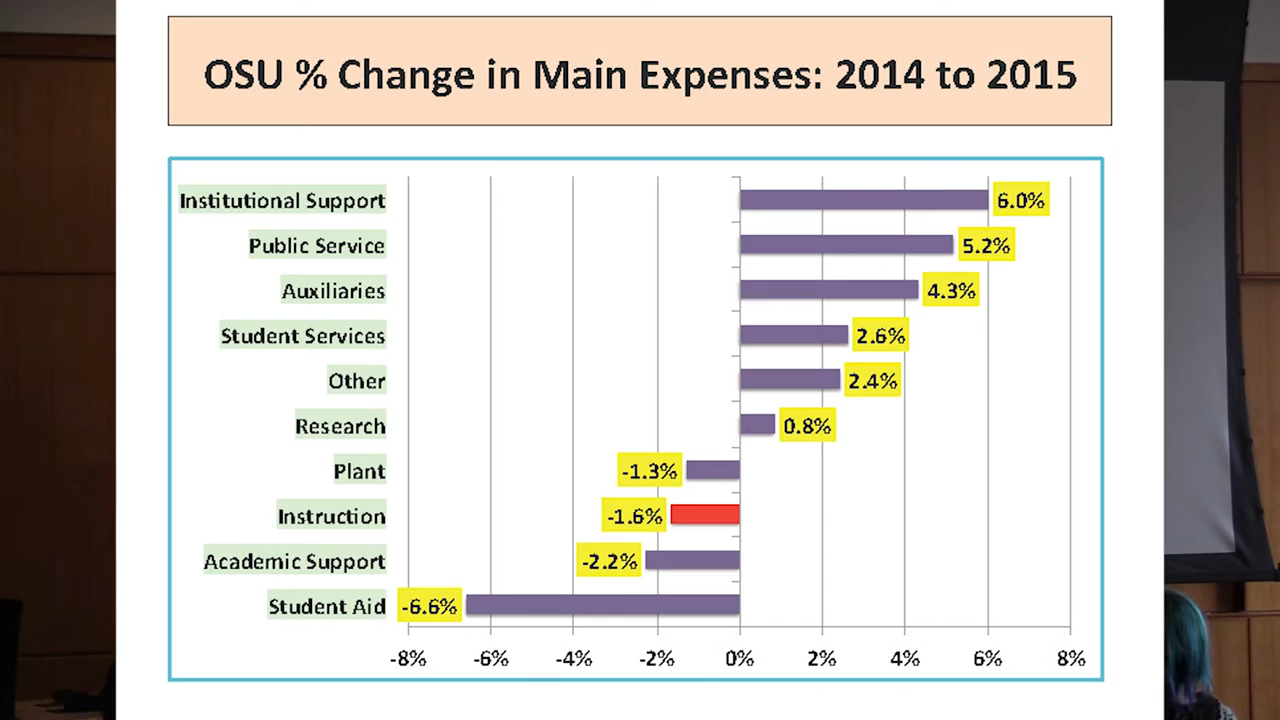 OSU % Change in Main Expenses: 2014 to 2015
Institutional Support 6.0%
Public Service 5.2%
Auxiliaries 4.3%
Student Services 2.6%
Other 2.4%
Research 0.8%
Plant -1.3%
Instruction -1.6%
Academic Support -2.2%
Student Aid -6.6%
-8% -6% -4% -2% 0% 2% 4% 6% 8%